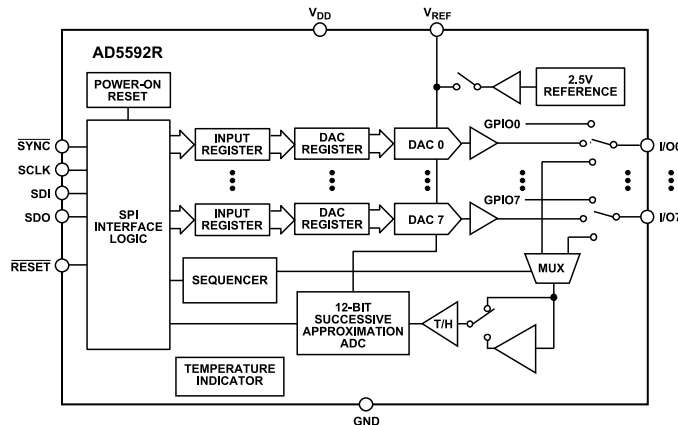 VDD
VREF
AD5592R
POWER-ON
RESET
2.5V
REFERENCE
GPIO0
SYNC
SCLK
SDI
SDO
RESET
SPI
INTERFACE
LOGIC
INPUT
REGISTER
DAC
REGISTER
DAC 0
I/O0
INPUT
REGISTER
DAC
REGISTER
DAC 7
GPIO7
I/O7
SEQUENCER
MUX
12-BIT
SUCCESSIVE
APPROXIMATION
ADC
T/H
TEMPERATURE
INDICATOR
GND